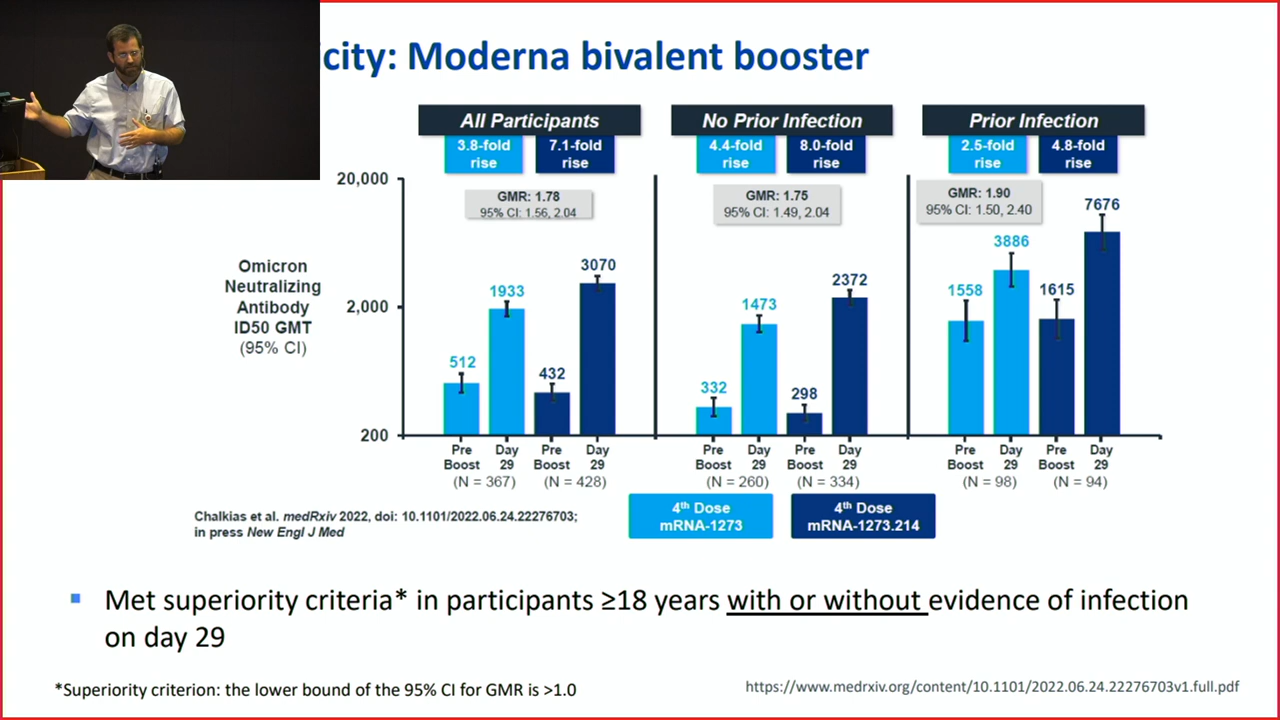 city: Moderna bivalent booster
All Participants
No Prior Infection
Prior Infection
3.8-fold rise
7.1-fold rise
4.4-fold rise
8.0-fold rise
2.5-fold rise
4.8-fold rise
20,000
2,000
200
GMR: 1.78
95% CI: 1.56, 2.04
GMR: 1.75
95% CI: 1.49, 2.04
GMR: 1.90
95% CI: 1.50, 2.40
Omicron
Neutralizing
Antibody
ID50 GMT
(95% CI)
512
1933
432
3070
332
1473
298
2372
1558
3886
1615
7676
Pre Boost
Day 29
Pre Boost
Day 29
Pre Boost
Day 29
Pre Boost
Day 29
Pre Boost
Day 29
Pre Boost
Day 29
(N = 367)
(N = 428)
(N = 260)
(N = 334)
(N = 98)
(N = 94)
Chalkias et al. medRxiv 2022, doi: 10.1101/2022.06.24.22276703;
in press New Engl J Med
4th Dose
mRNA-1273
4th Dose
mRNA-1273.214
▪ Met superiority criteria* in participants ≥18 years with or without evidence of infection
on day 29
*Superiority criterion: the lower bound of the 95% CI for GMR is >1.0
https://www.medrxiv.org/content/10.1101/2022.06.24.22276703v1.full.pdf